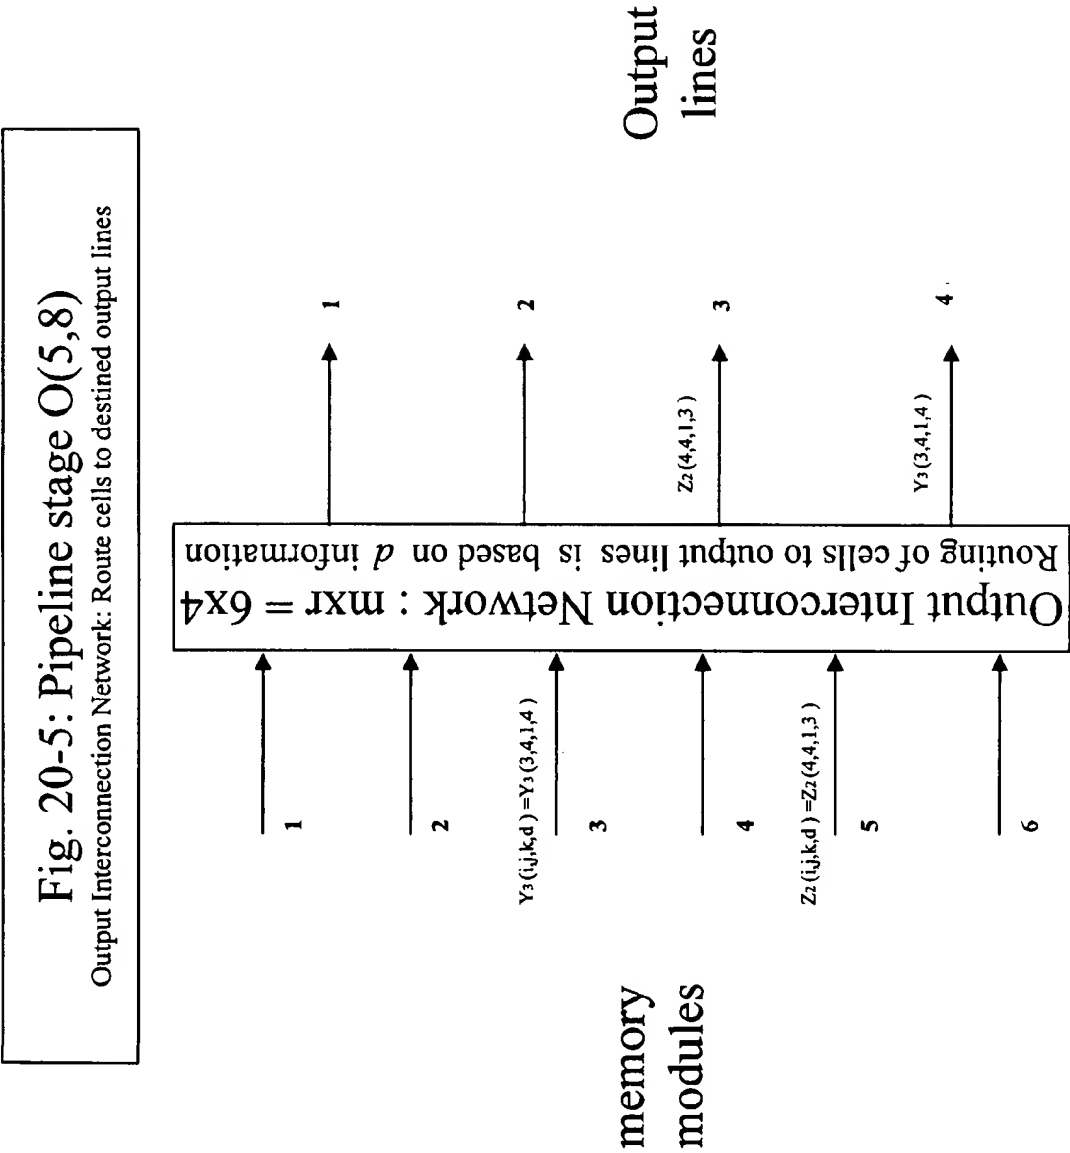 Fig. 20-5: Pipeline stage O(5,8)
Output Interconnection Network: Route cells to destined output lines
memory
modules
1
2
Y3(i,j,k,d) =Y3(3,4,1,4)
3
4
Z2(i,j,k,d) =Z2(4,4,1,3)
5
6
Output Interconnection Network : mxr = 6x4
Routing of cells to output lines is based on d information
1
2
Z2(4,4,1,3)
3
Y3(3,4,1,4)
4
Output
lines